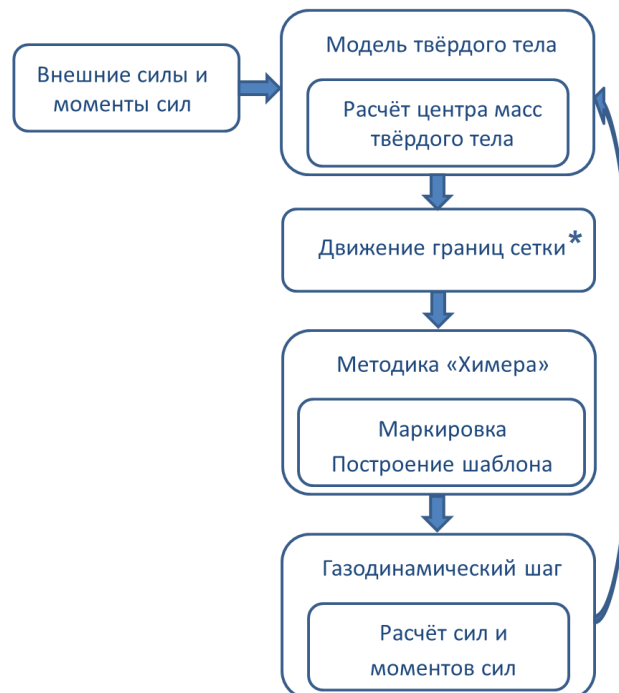 Модель твёрдого тела
Внешние силы и
моменты сил
Расчёт центра масс
твёрдого тела
Движение границ сетки*
Методика «Химера»
Маркировка
Построение шаблона
Газодинамический шаг
Расчёт сил и
моментов сил